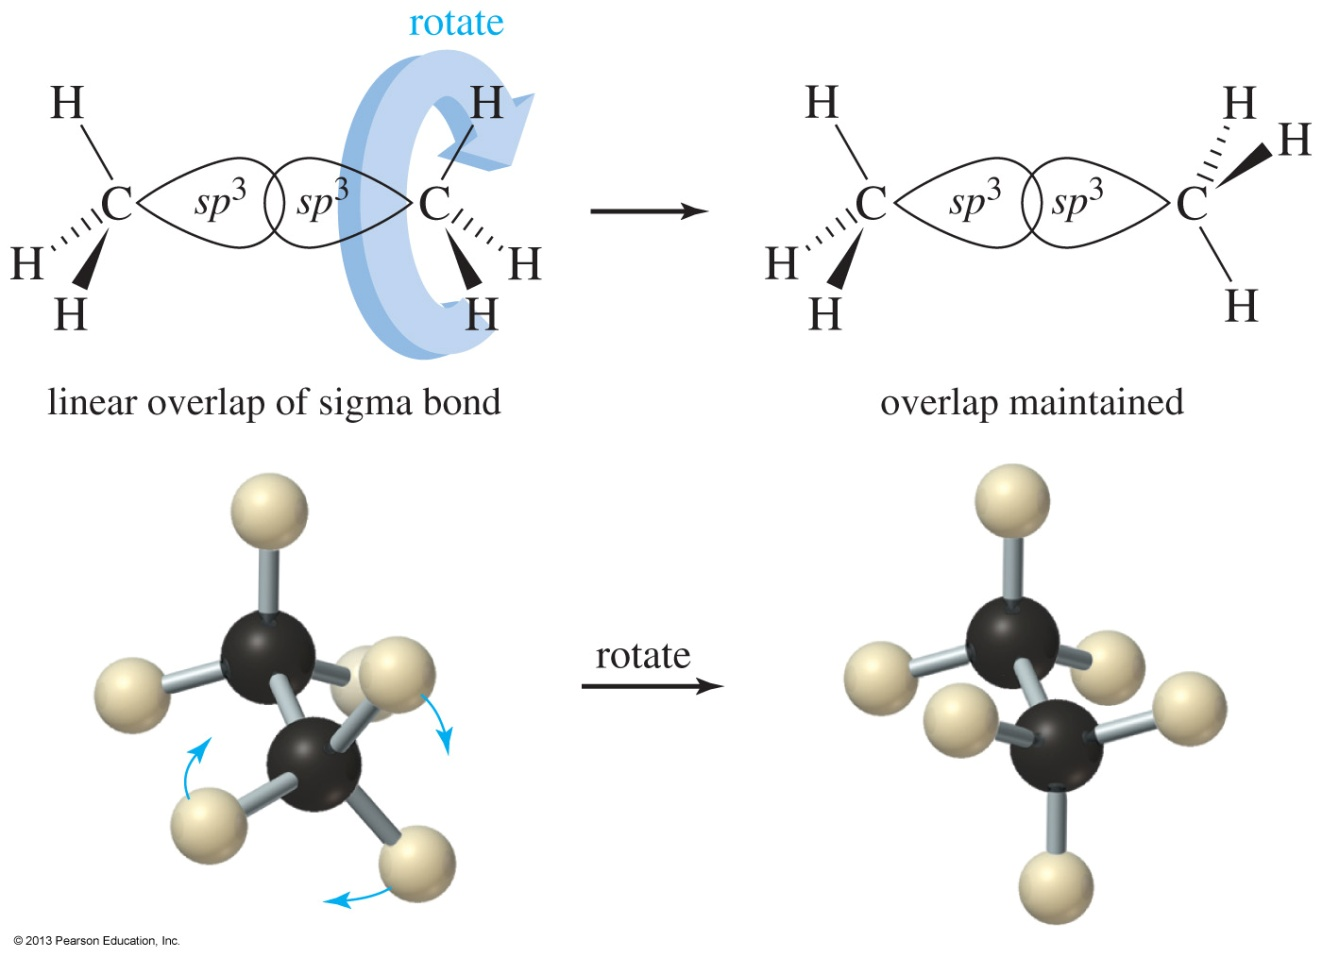 rotate
H H H H
C sp³ sp³ C C sp³ sp³ C
H H H
H H H H
linear overlap of sigma bond overlap maintained
rotate
© 2013 Pearson Education, Inc.